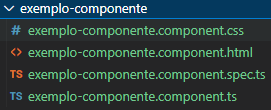 exemplo-componente
# exemplo-componente.component.css
<> exemplo-componente.component.html
TS exemplo-componente.component.spec.ts
TS exemplo-componente.component.ts